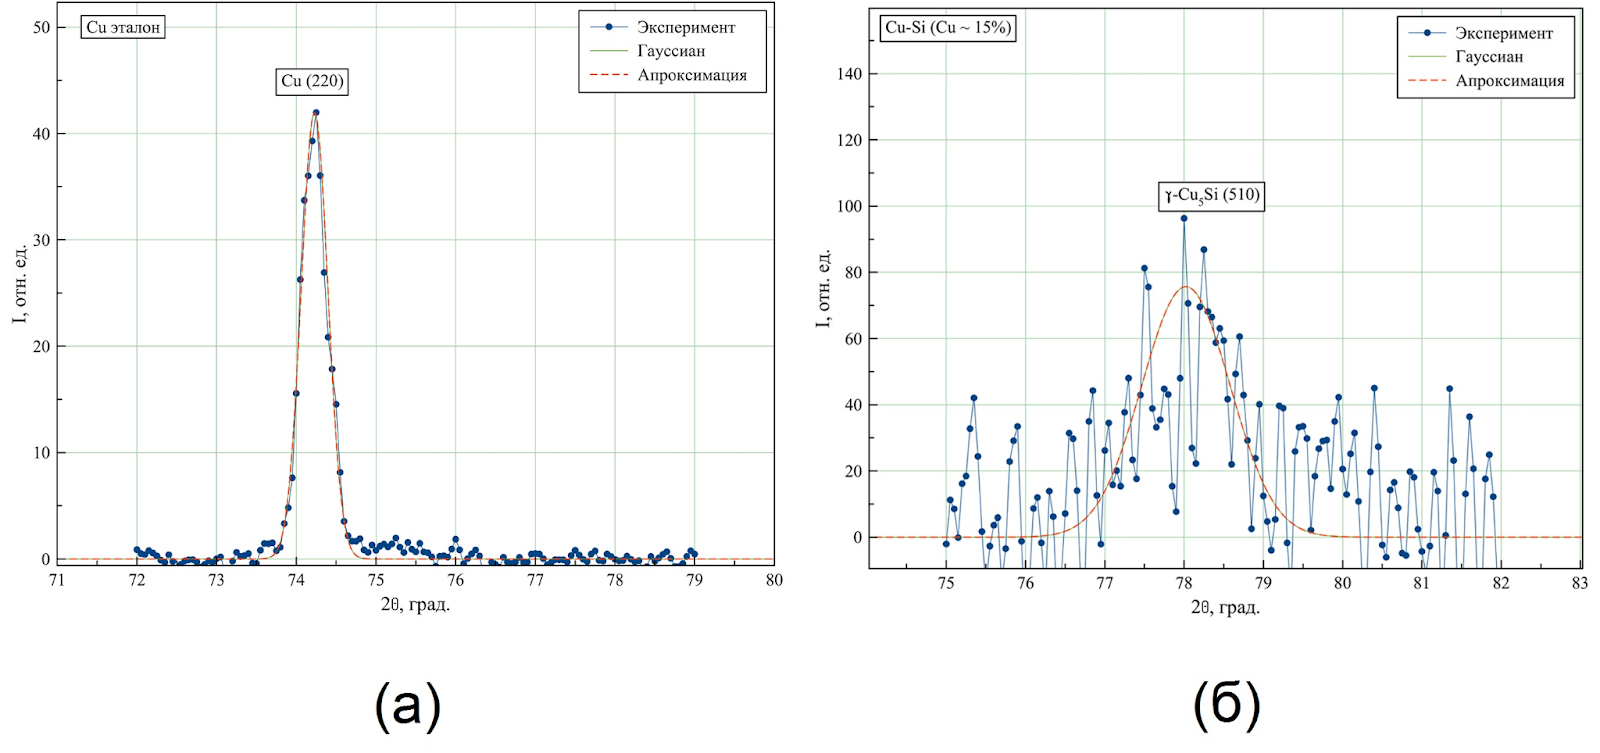 Cu эталон
Эксперимент
Гауссиан
Апроксимация
Cu (220)
I, отн. ед.
50
40
30
20
10
0
71 72 73 74 75 76 77 78 79 80
2θ, град.
(а)
Cu-Si (Cu ~ 15%)
Эксперимент
Гауссиан
Апроксимация
γ-Cu₅Si (510)
I, отн. ед.
140
120
100
80
60
40
20
0
75 76 77 78 79 80 81 82 83
2θ, град.
(б)